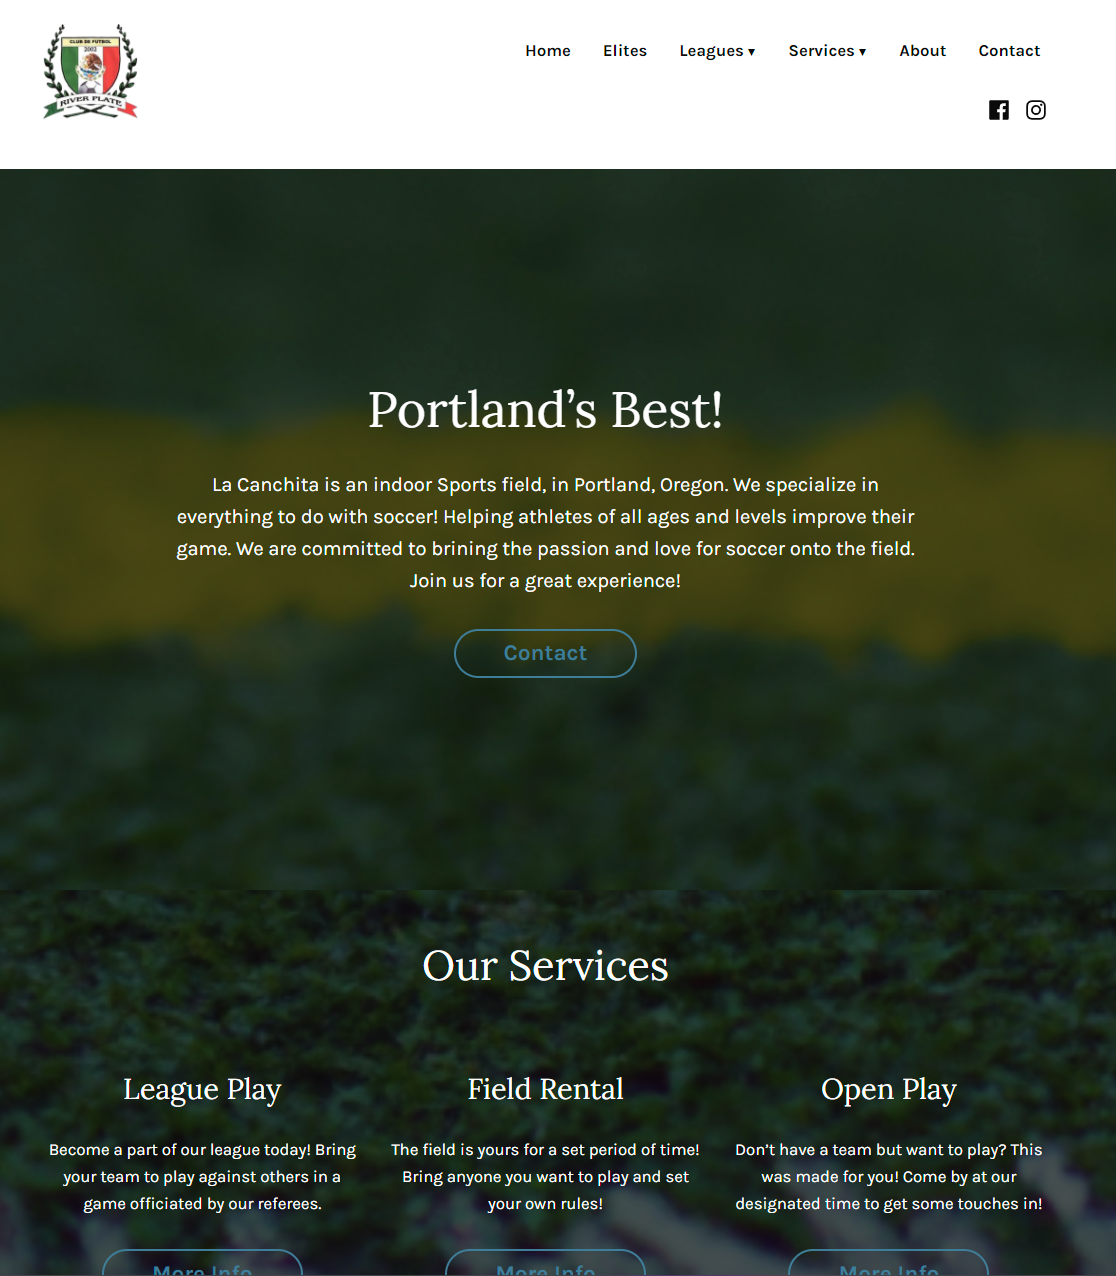 CLUB DE FUTBOL
2002
RIVER PLATE
Home Elites Leagues ▾ Services ▾ About Contact
Portland’s Best!
La Canchita is an indoor Sports field, in Portland, Oregon. We specialize in
everything to do with soccer! Helping athletes of all ages and levels improve their
game. We are committed to brining the passion and love for soccer onto the field.
Join us for a great experience!
Contact
Our Services
League Play
Become a part of our league today! Bring
your team to play against others in a
game officiated by our referees.
More Info
Field Rental
The field is yours for a set period of time!
Bring anyone you want to play and set
your own rules!
More Info
Open Play
Don’t have a team but want to play? This
was made for you! Come by at our
designated time to get some touches in!
More Info